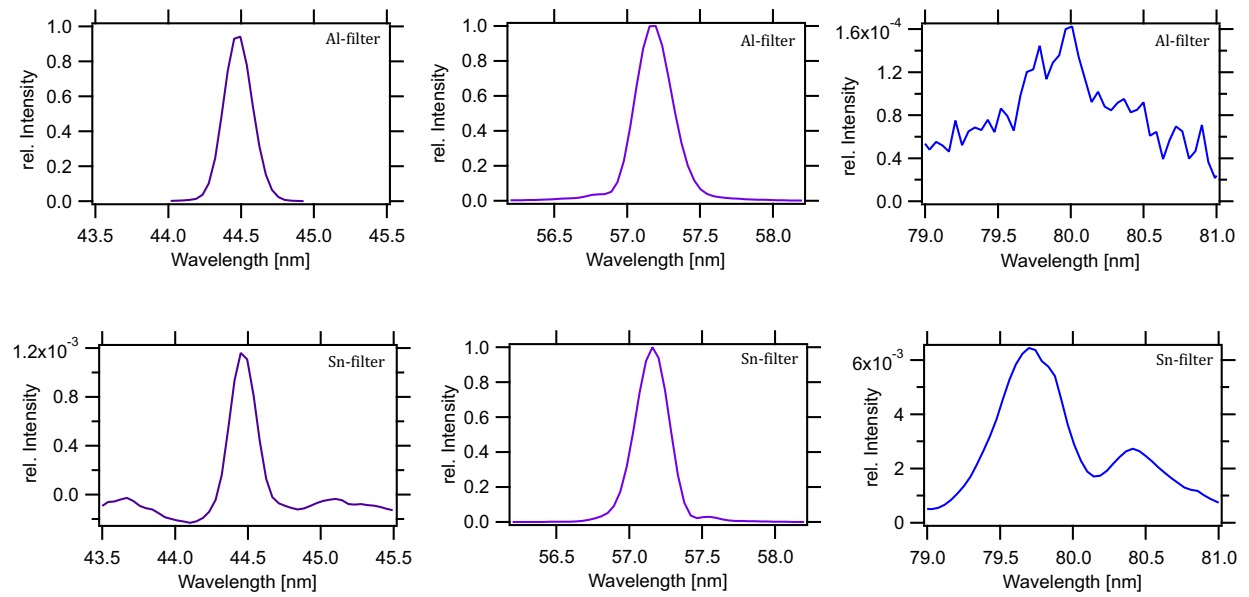 1.0
0.8
0.6
0.4
0.2
0.0
rel. Intensity
Al-filter
43.5 44.0 44.5 45.0 45.5
Wavelength [nm]
1.0
0.8
0.6
0.4
0.2
0.0
rel. Intensity
Al-filter
56.5 57.0 57.5 58.0
Wavelength [nm]
1.6x10⁻⁴
1.2
0.8
0.4
0.0
rel. Intensity
Al-filter
79.0 79.5 80.0 80.5 81.0
Wavelength [nm]
1.2x10⁻³
0.8
0.4
0.0
rel. Intensity
Sn-filter
43.5 44.0 44.5 45.0 45.5
Wavelength [nm]
1.0
0.8
0.6
0.4
0.2
0.0
rel. Intensity
Sn-filter
56.5 57.0 57.5 58.0
Wavelength [nm]
6x10⁻³
4
2
0
rel. Intensity
Sn-filter
79.0 79.5 80.0 80.5 81.0
Wavelength [nm]